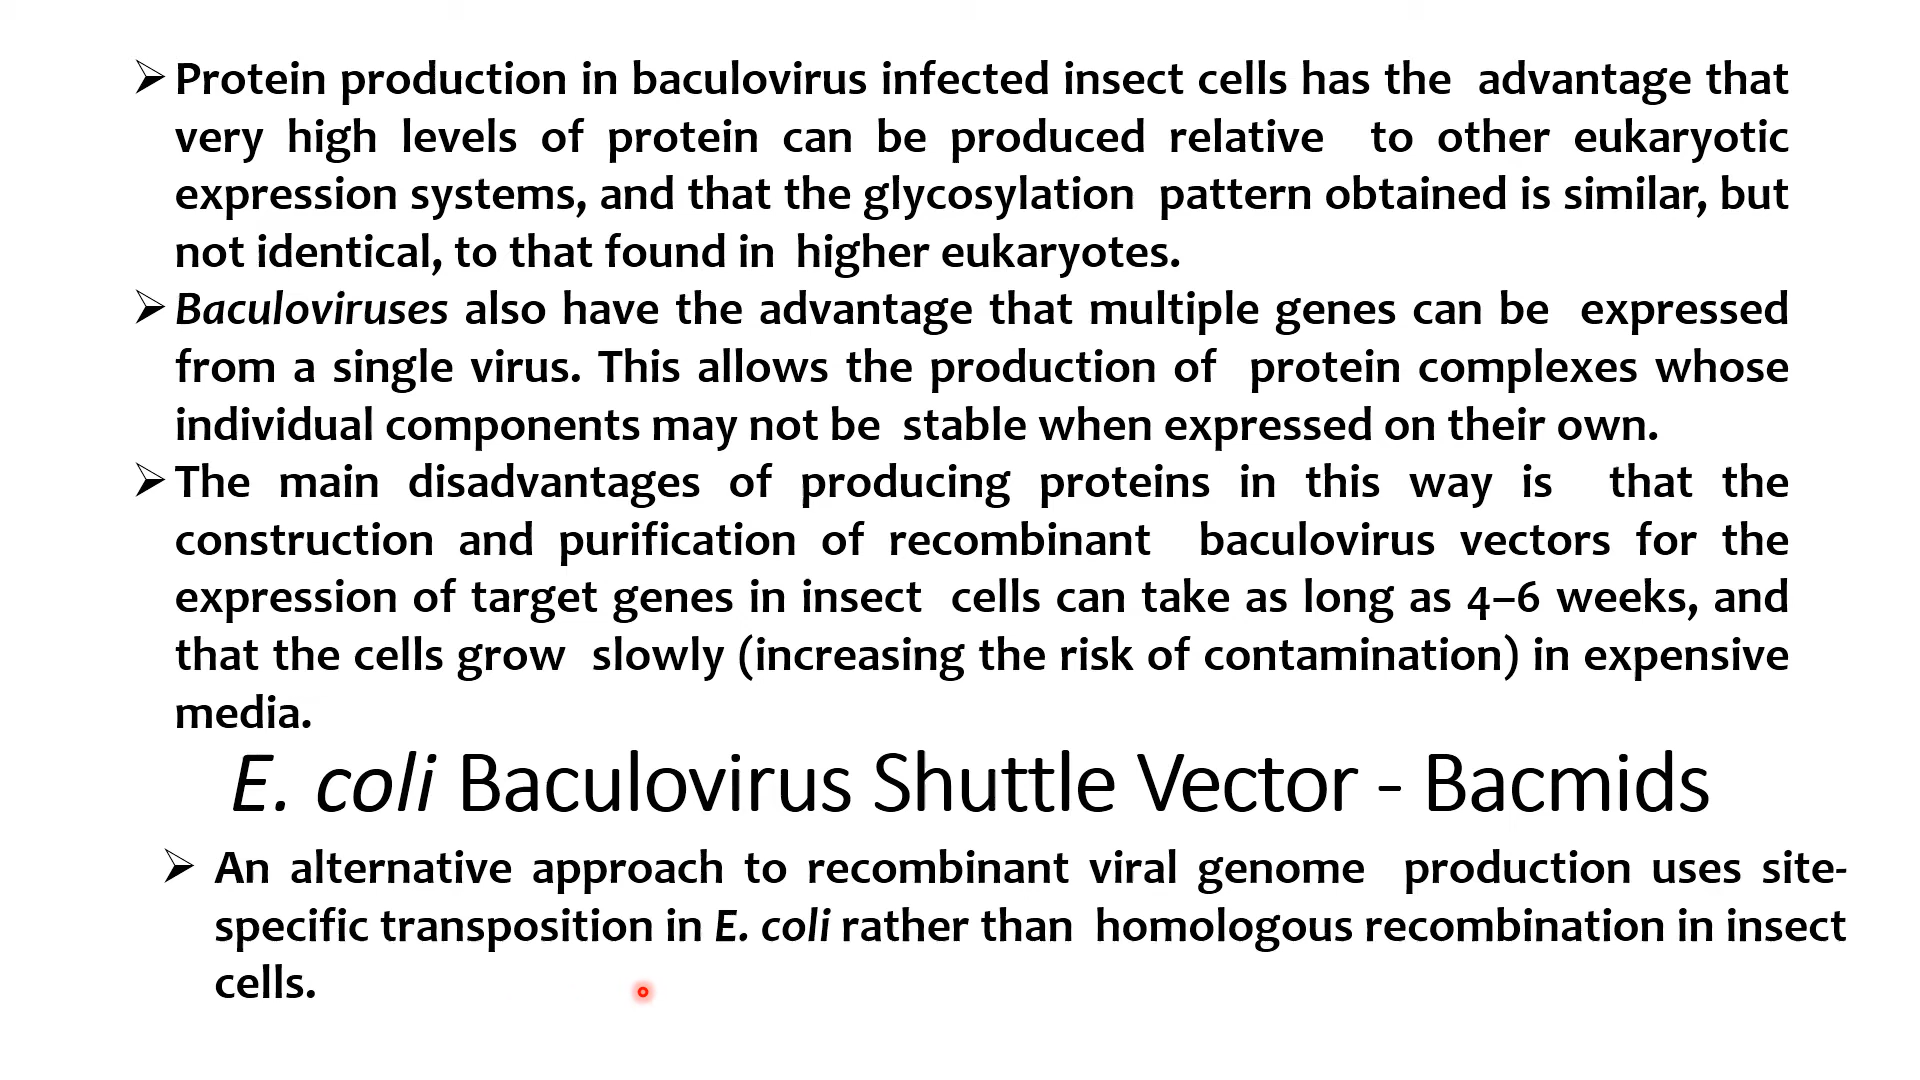 Protein production in baculovirus infected insect cells has the advantage that
very high levels of protein can be produced relative to other eukaryotic
expression systems, and that the glycosylation pattern obtained is similar, but
not identical, to that found in higher eukaryotes.
Baculoviruses also have the advantage that multiple genes can be expressed
from a single virus. This allows the production of protein complexes whose
individual components may not be stable when expressed on their own.
The main disadvantages of producing proteins in this way is that the
construction and purification of recombinant baculovirus vectors for the
expression of target genes in insect cells can take as long as 4–6 weeks, and
that the cells grow slowly (increasing the risk of contamination) in expensive
media.
E. coli Baculovirus Shuttle Vector - Bacmids
An alternative approach to recombinant viral genome production uses site-
specific transposition in E. coli rather than homologous recombination in insect
cells.